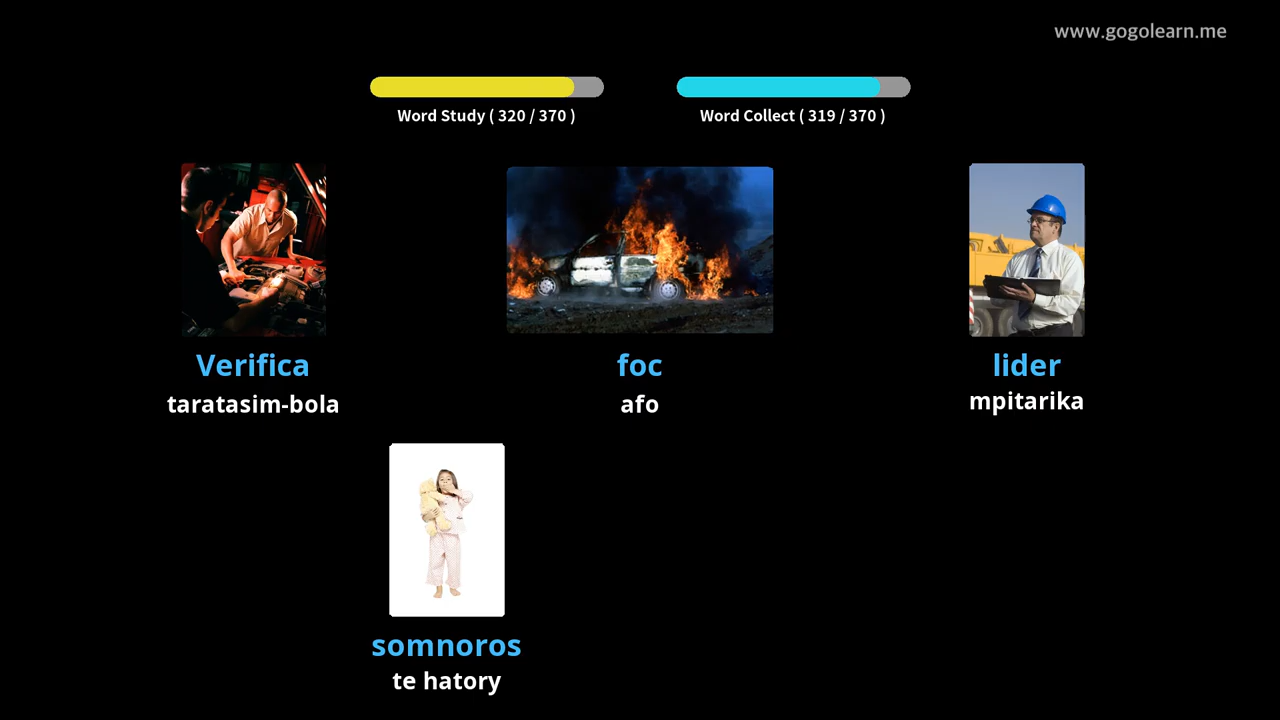 www.gogolearn.me
Word Study ( 320 / 370 )
Word Collect ( 319 / 370 )
Verifica
taratasim-bola
foc
afo
lider
mpitarika
somnoros
te hatory